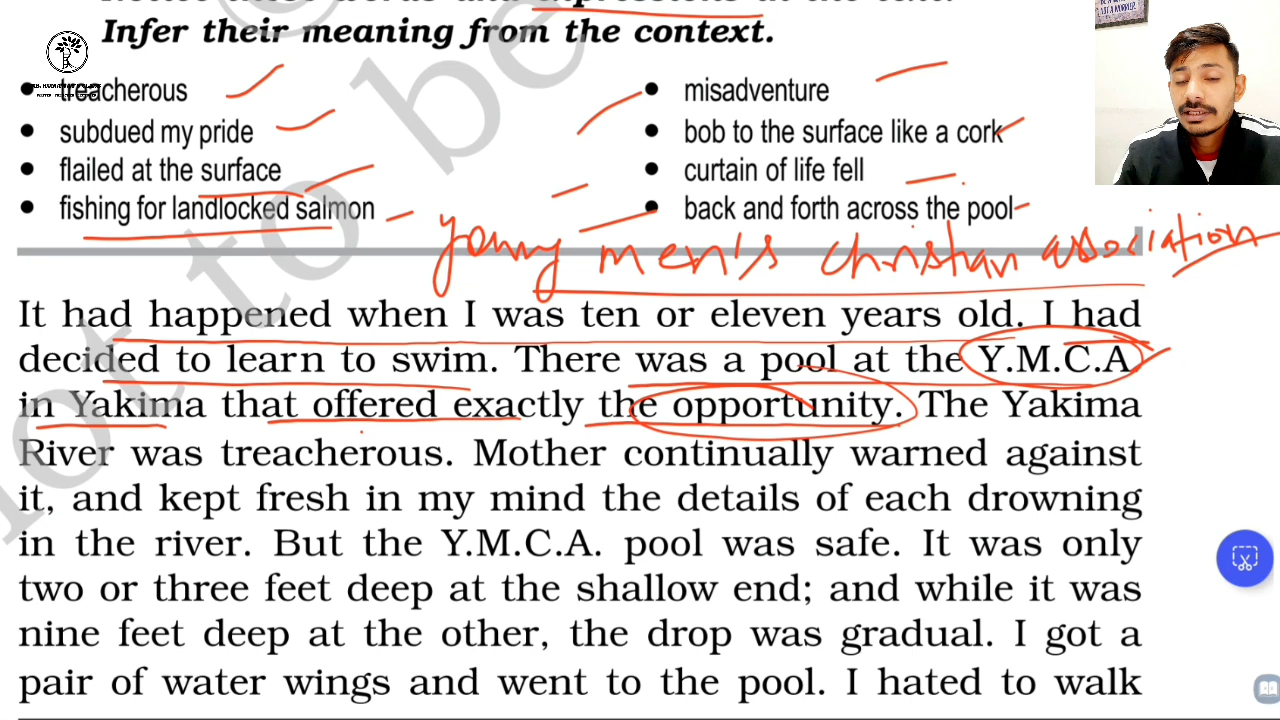 Infer their meaning from the context.
• treacherous
• subdued my pride
• flailed at the surface
• fishing for landlocked salmon
• misadventure
• bob to the surface like a cork
• curtain of life fell
• back and forth across the pool
young men's christian association
It had happened when I was ten or eleven years old. I had
decided to learn to swim. There was a pool at the Y.M.C.A
in Yakima that offered exactly the opportunity. The Yakima
River was treacherous. Mother continually warned against
it, and kept fresh in my mind the details of each drowning
in the river. But the Y.M.C.A. pool was safe. It was only
two or three feet deep at the shallow end; and while it was
nine feet deep at the other, the drop was gradual. I got a
pair of water wings and went to the pool. I hated to walk
not to be